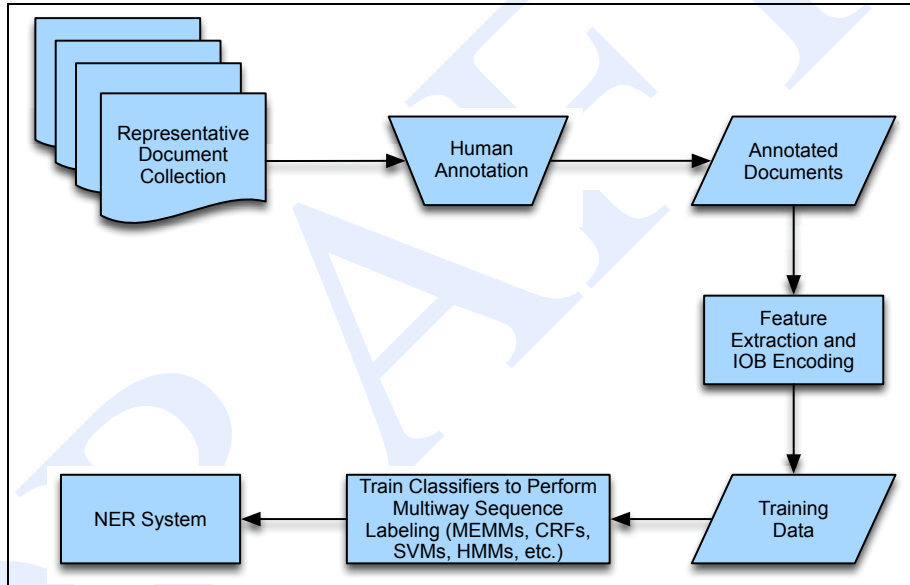 Representative
Document
Collection
Human
Annotation
Annotated
Documents
Feature
Extraction and
IOB Encoding
Training
Data
Train Classifiers to Perform
Multiway Sequence
Labeling (MEMMs, CRFs,
SVMs, HMMs, etc.)
NER System